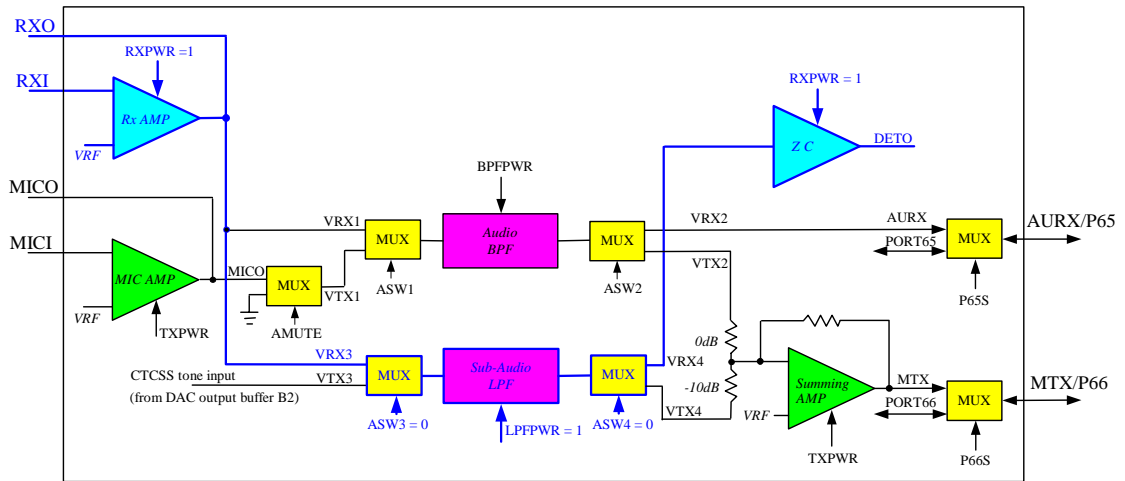 RXO
RXPWR =1
RXI
Rx AMP
VRF
RXPWR = 1
Z C
DETO
MICO
BPFPWR
MICI
VRX1
MUX
Audio
BPF
MUX
VRX2
AURX
MUX
AURX/P65
PORT65
MIC AMP
MICO
MUX
VTX1
VTX2
ASW1
ASW2
P65S
VRF
TXPWR
AMUTE
0dB
VRX3
MUX
Sub-Audio
LPF
MUX
VRX4
CTCSS tone input
VTX3
(from DAC output buffer B2)
-10dB
Summing
AMP
MTX
MUX
MTX/P66
PORT66
VTX4
VRF
ASW3 = 0
LPFPWR = 1
ASW4 = 0
TXPWR
P66S